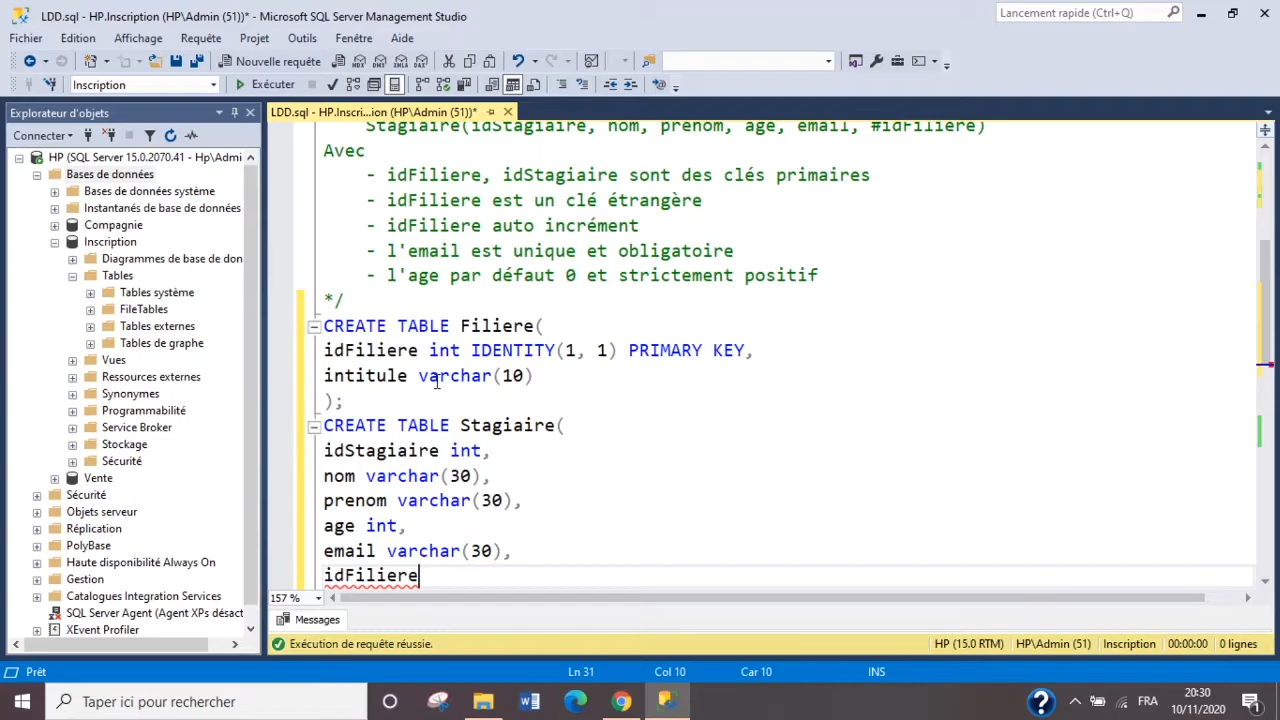 LDD.sql - HP.Inscription (HP\Admin (51))* - Microsoft SQL Server Management Studio
Lancement rapide (Ctrl+Q)
Fichier Edition Affichage Requête Projet Outils Fenêtre Aide
Nouvelle requête
MDX DMX XMLA DAX
Inscription
Exécuter
Explorateur d'objets
LDD.sql - HP.Inscri...ion (HP\Admin (51))*
Connecter
HP (SQL Server 15.0.2070.41 - Hp\Admi
Bases de données
Bases de données système
Instantanés de base de données
Compagnie
Inscription
Diagrammes de base de don
Tables
Tables système
FileTables
Tables externes
Tables de graphe
Vues
Ressources externes
Synonymes
Programmabilité
Service Broker
Stockage
Sécurité
Vente
Sécurité
Objets serveur
Réplication
PolyBase
Haute disponibilité Always On
Gestion
Catalogues Integration Services
SQL Server Agent (Agent XPs désact
XEvent Profiler
Stagiaire(idStagiaire, nom, prenom, age, email, #idFiliere)
Avec
- idFiliere, idStagiaire sont des clés primaires
- idFiliere est un clé étrangère
- idFiliere auto incrément
- l'email est unique et obligatoire
- l'age par défaut 0 et strictement positif
*/
CREATE TABLE Filiere(
idFiliere int IDENTITY(1, 1) PRIMARY KEY,
intitule varchar(10)
);
CREATE TABLE Stagiaire(
idStagiaire int,
nom varchar(30),
prenom varchar(30),
age int,
email varchar(30),
idFiliere
157 %
Messages
Exécution de requête réussie.
HP (15.0 RTM) HP\Admin (51) Inscription 00:00:00 0 lignes
Prêt Ln 31 Col 10 Car 10 INS
Taper ici pour rechercher
FRA
20:30
10/11/2020
1